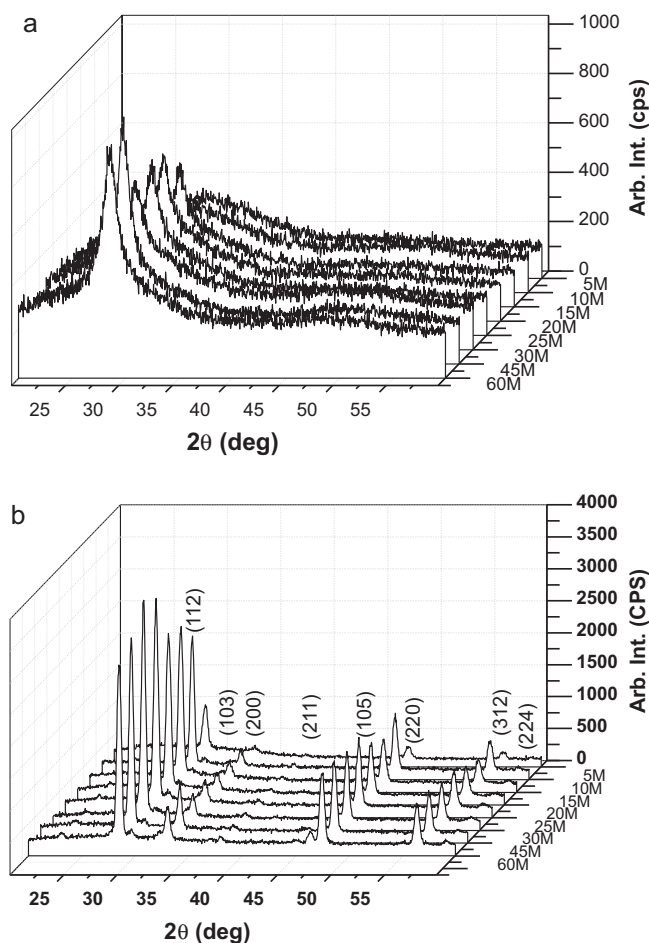 a
1000
800
600
400
200
0
Arb. Int. (cps)
5M
10M
15M
20M
25M
30M
45M
60M
25 30 35 40 45 50 55
2θ (deg)
b
4000
3500
3000
2500
2000
1500
1000
500
0
Arb. Int. (CPS)
(112)
(103)
(200)
(211)
(105)
(220)
(312)
(224)
5M
10M
15M
20M
25M
30M
45M
60M
25 30 35 40 45 50 55
2θ (deg)